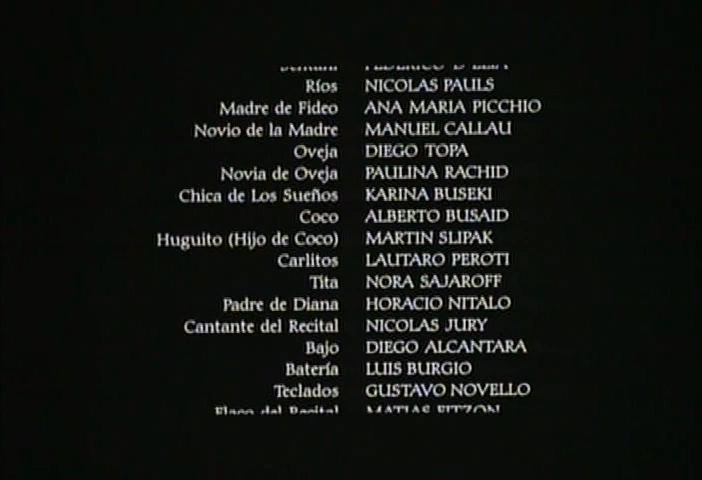 Ríos NICOLAS PAULS
Madre de Fideo ANA MARIA PICCHIO
Novio de la Madre MANUEL CALLAU
Oveja DIEGO TOPA
Novia de Oveja PAULINA RACHID
Chica de Los Sueños KARINA BUSEKI
Coco ALBERTO BUSAID
Huguito (Hijo de Coco) MARTIN SLIPAK
Carlitos LAUTARO PEROTI
Tita NORA SAJAROFF
Padre de Diana HORACIO NITALO
Cantante del Recital NICOLAS JURY
Bajo DIEGO ALCANTARA
Batería LUIS BURGIO
Teclados GUSTAVO NOVELLO
del Recital MATIAS